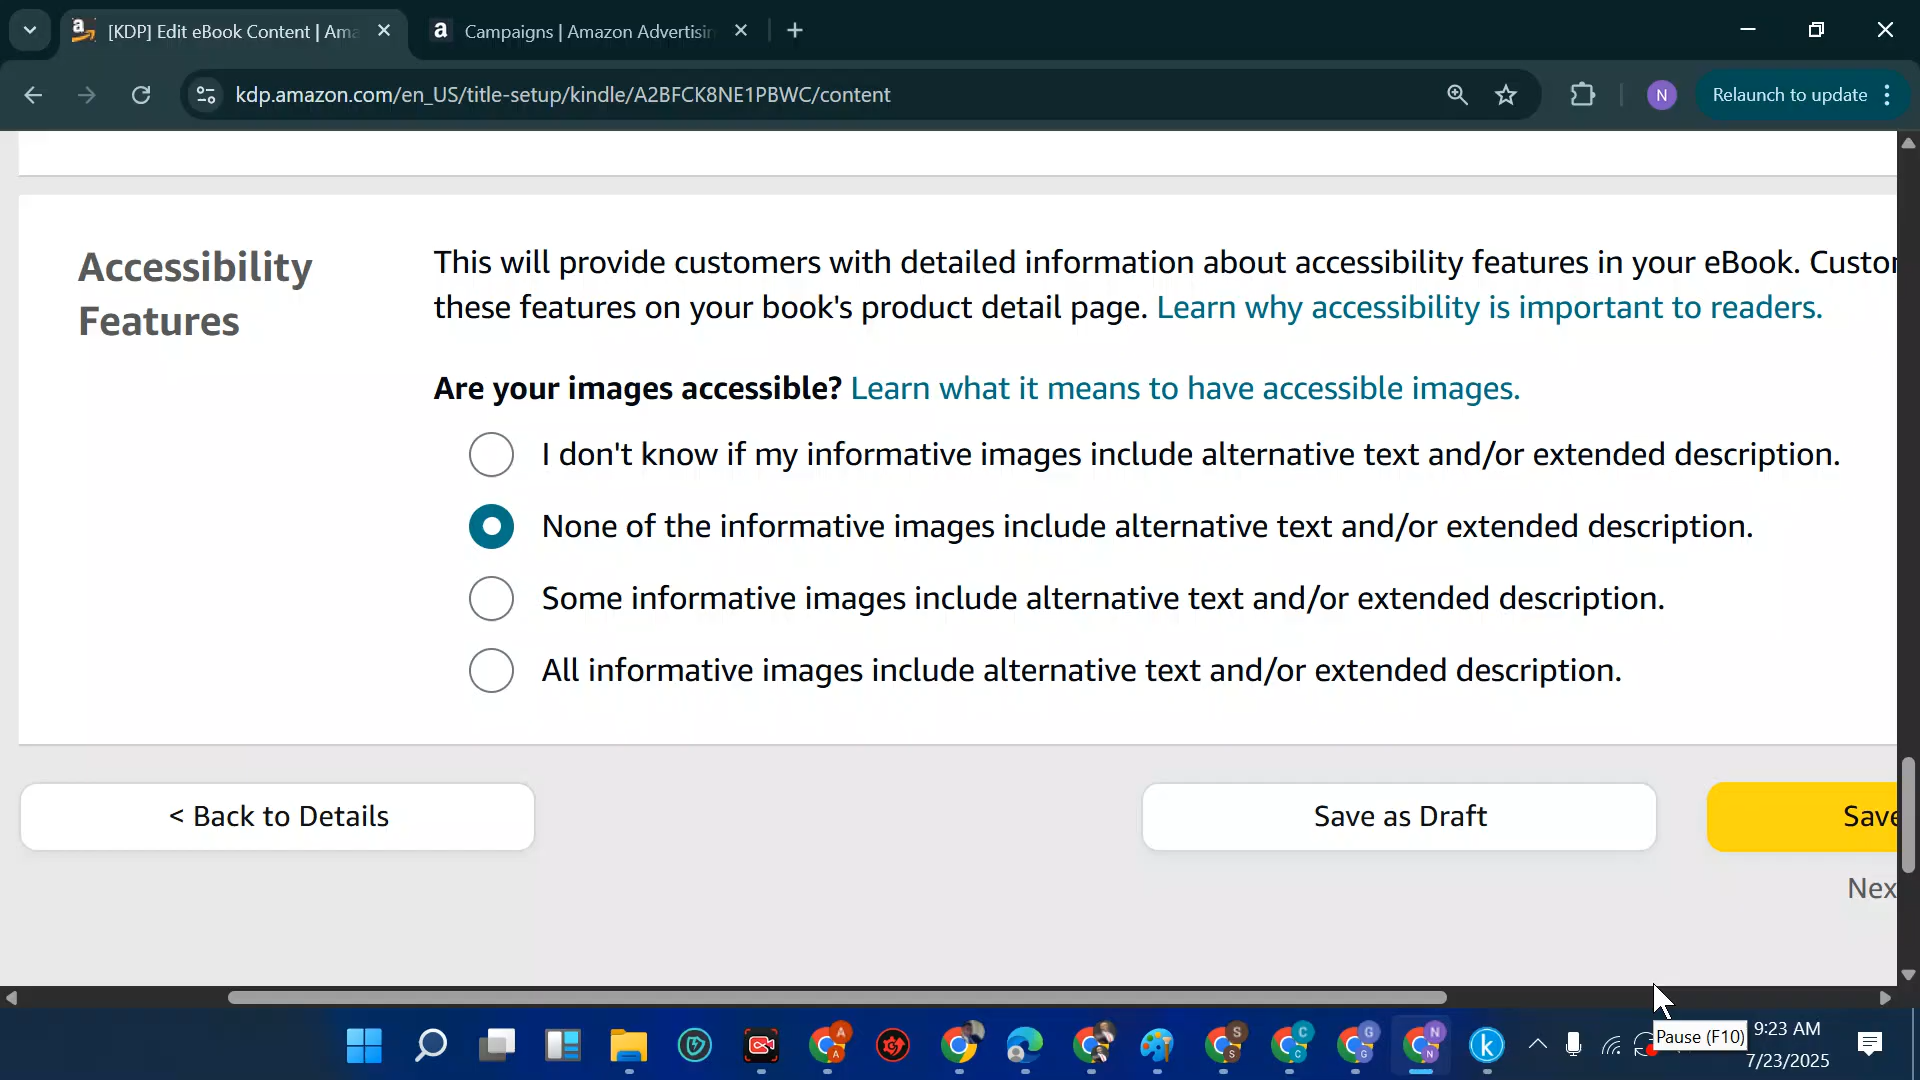 [KDP] Edit eBook Content | Ama
Campaigns | Amazon Advertisin
kdp.amazon.com/en_US/title-setup/kindle/A2BFCK8NE1PBWC/content
N
Relaunch to update
Accessibility
Features
This will provide customers with detailed information about accessibility features in your eBook. Custor
these features on your book's product detail page. Learn why accessibility is important to readers.
Are your images accessible? Learn what it means to have accessible images.
I don't know if my informative images include alternative text and/or extended description.
None of the informative images include alternative text and/or extended description.
Some informative images include alternative text and/or extended description.
All informative images include alternative text and/or extended description.
< Back to Details
Save as Draft
Save
Nex
Pause (F10)
9:23 AM
7/23/2025